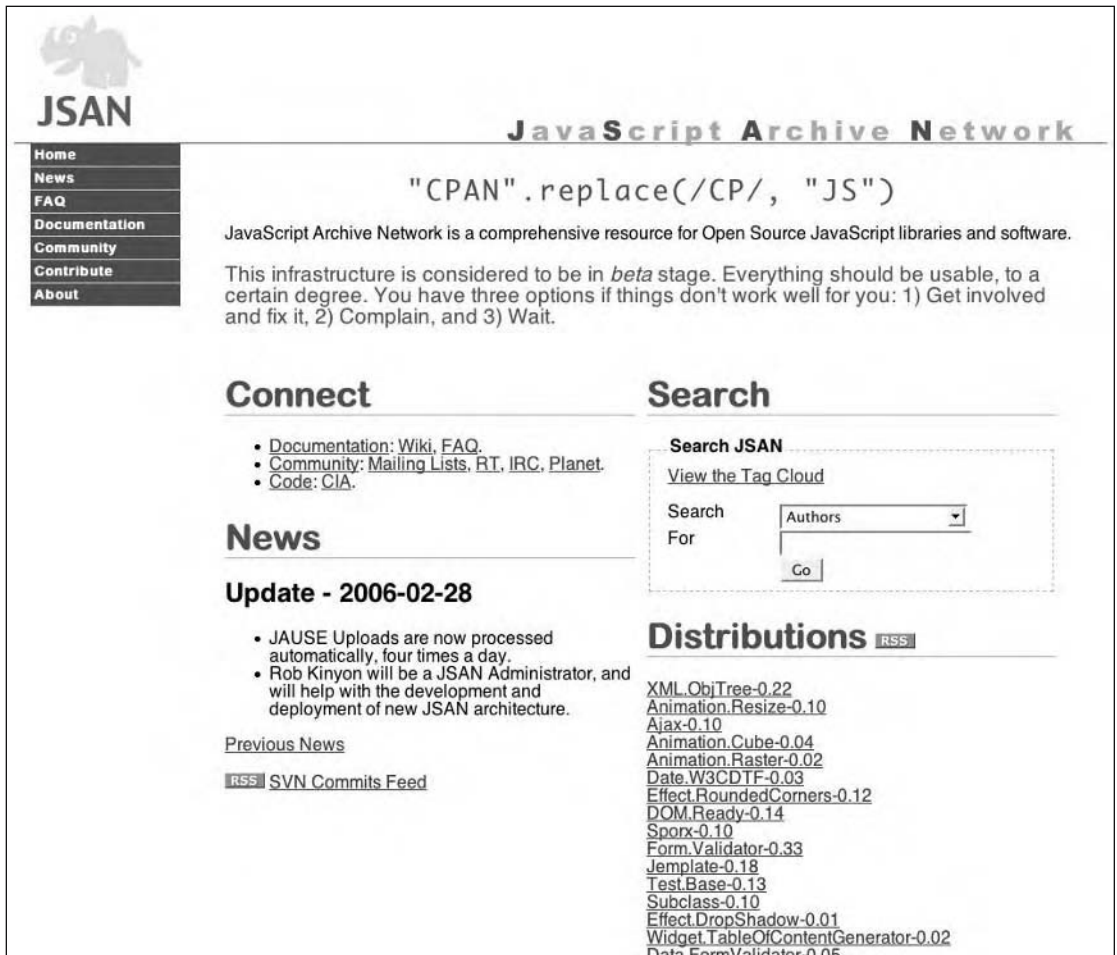 JSAN
JavaScript Archive Network
Home
News
FAQ
Documentation
Community
Contribute
About
"CPAN".replace(/CP/, "JS")
JavaScript Archive Network is a comprehensive resource for Open Source JavaScript libraries and software.
This infrastructure is considered to be in beta stage. Everything should be usable, to a
certain degree. You have three options if things don't work well for you: 1) Get involved
and fix it, 2) Complain, and 3) Wait.
Connect
• Documentation: Wiki, FAQ.
• Community: Mailing Lists, RT, IRC, Planet.
• Code: CIA.
News
Update - 2006-02-28
• JAUSE Uploads are now processed
automatically, four times a day.
• Rob Kinyon will be a JSAN Administrator, and
will help with the development and
deployment of new JSAN architecture.
Previous News
RSS SVN Commits Feed
Search
Search JSAN
View the Tag Cloud
Search Authors
For
Go
Distributions RSS
XML.ObjTree-0.22
Animation.Resize-0.10
Ajax-0.10
Animation.Cube-0.04
Animation.Raster-0.02
Date.W3CDTF-0.03
Effect.RoundedCorners-0.12
DOM.Ready-0.14
Sporx-0.10
Form.Validator-0.33
Jemplate-0.18
Test.Base-0.13
Subclass-0.10
Effect.DropShadow-0.01
Widget.TableOfContentGenerator-0.02
Data.FormValidator-0.05